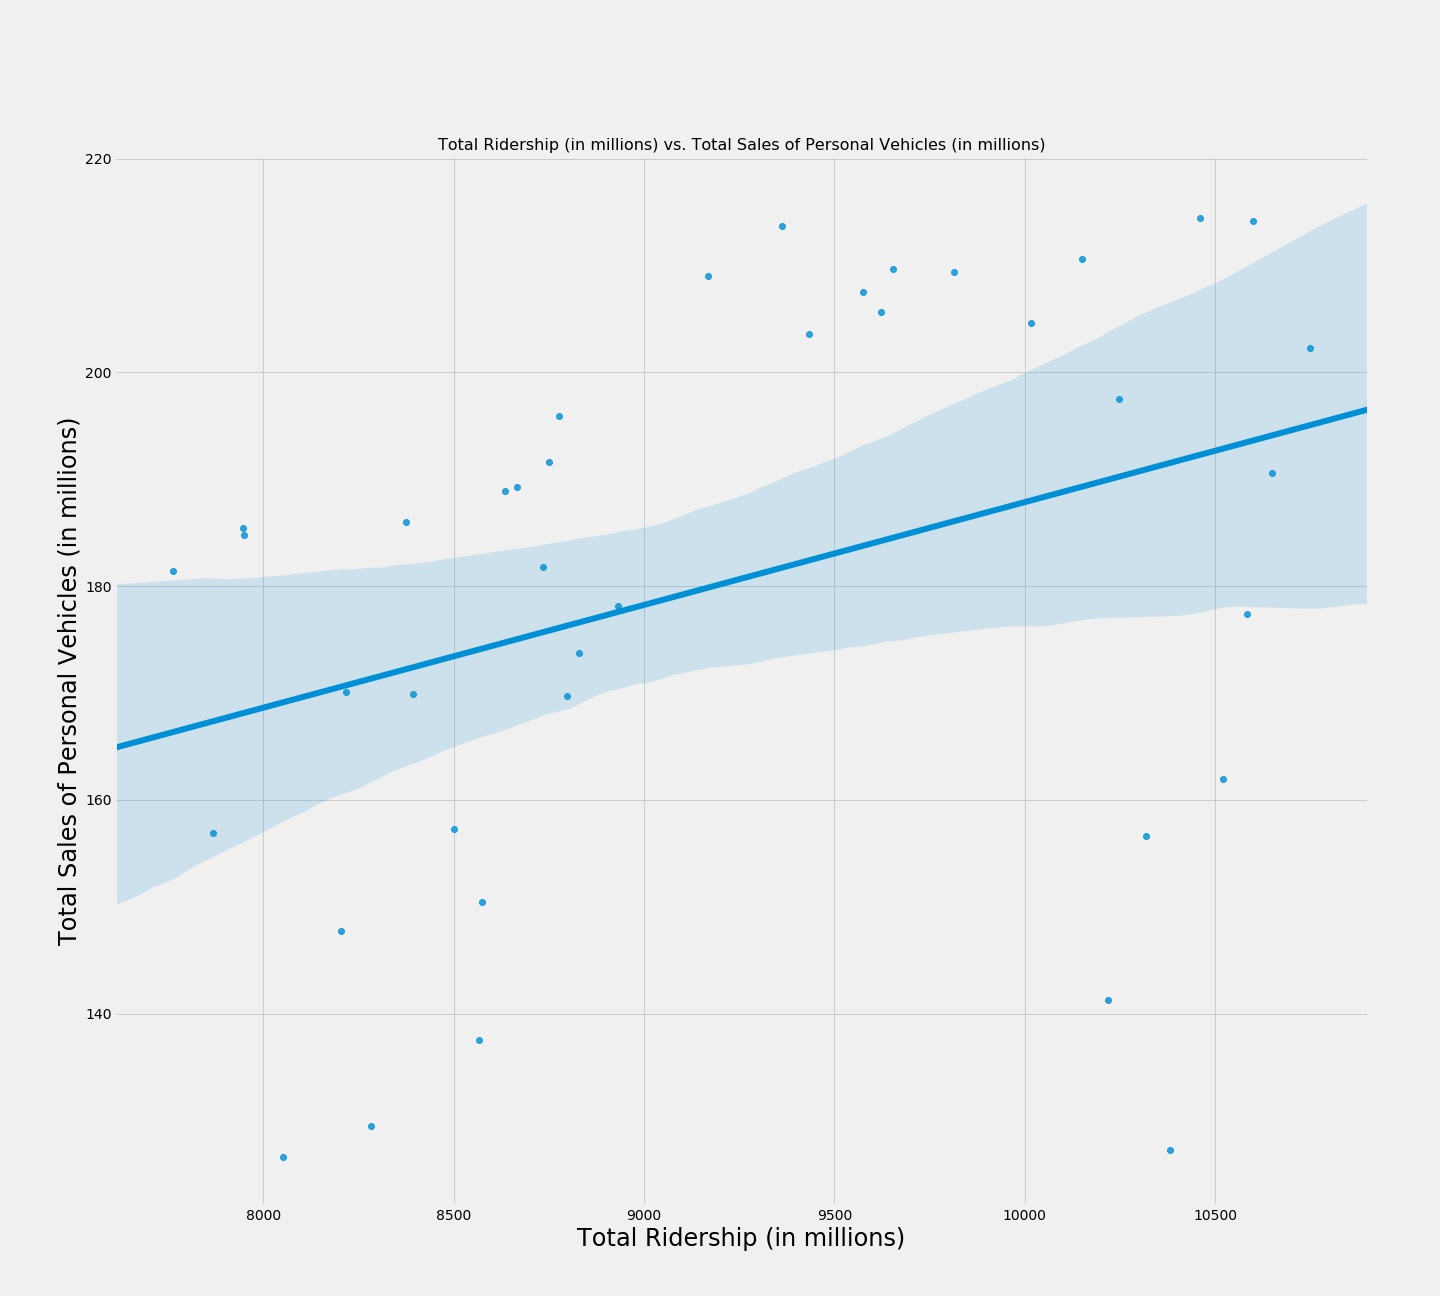 Total Ridership (in millions) vs. Total Sales of Personal Vehicles (in millions)
220
200
180
160
140
Total Sales of Personal Vehicles (in millions)
8000 8500 9000 9500 10000 10500
Total Ridership (in millions)